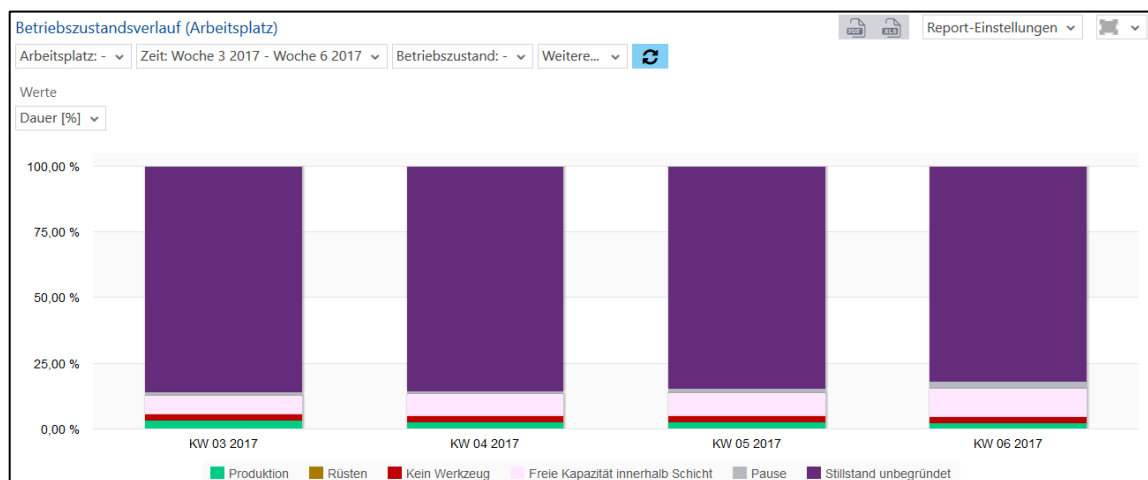 Betriebszustandsverlauf (Arbeitsplatz)
PDF XLS Report-Einstellungen
Arbeitsplatz: - Zeit: Woche 3 2017 - Woche 6 2017 Betriebszustand: - Weitere...
Werte
Dauer [%]
100,00 %
75,00 %
50,00 %
25,00 %
0,00 %
KW 03 2017 KW 04 2017 KW 05 2017 KW 06 2017
Produktion Rüsten Kein Werkzeug Freie Kapazität innerhalb Schicht Pause Stillstand unbegründet